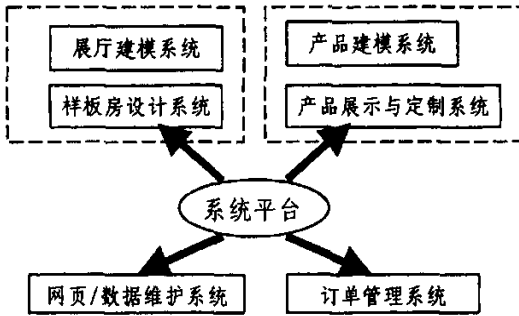 展厅建模系统
产品建模系统
样板房设计系统
产品展示与定制系统
系统平台
网页/数据维护系统
订单管理系统